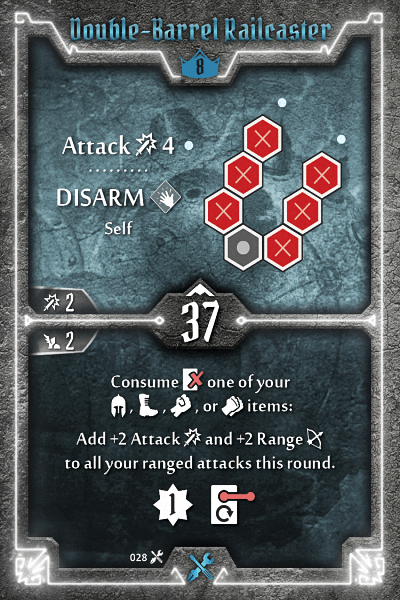 Double-Barrel Railcaster
8
Attack 4
DISARM
Self
2
37
2
Consume one of your
, , , or items:
Add +2 Attack and +2 Range
to all your ranged attacks this round.
1
028